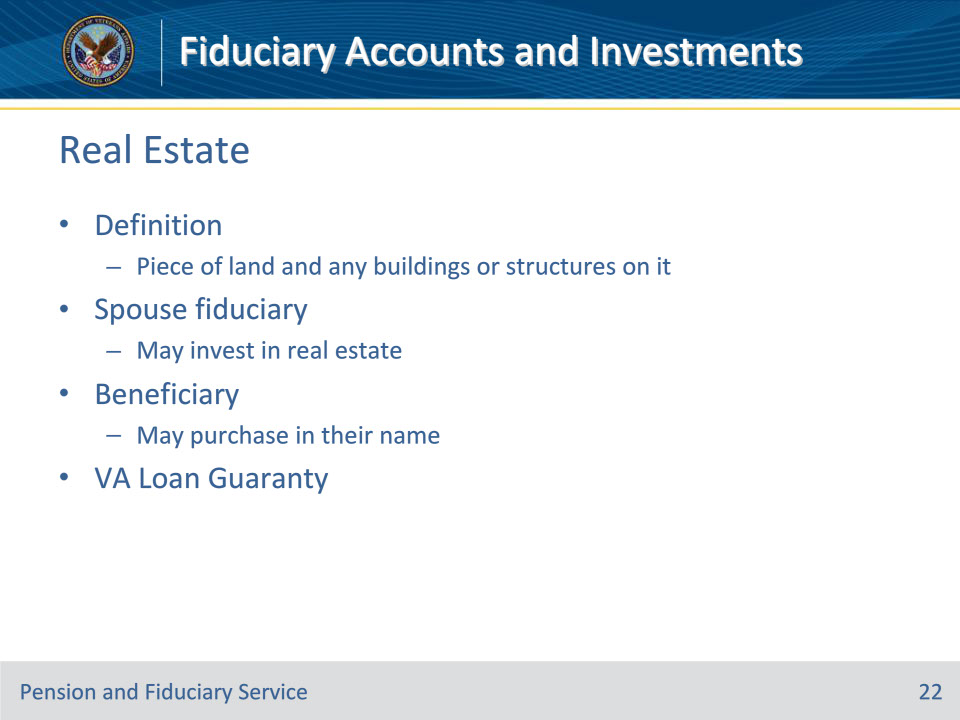 Fiduciary Accounts and Investments
Real Estate
• Definition
– Piece of land and any buildings or structures on it
• Spouse fiduciary
– May invest in real estate
• Beneficiary
– May purchase in their name
• VA Loan Guaranty
Pension and Fiduciary Service
22